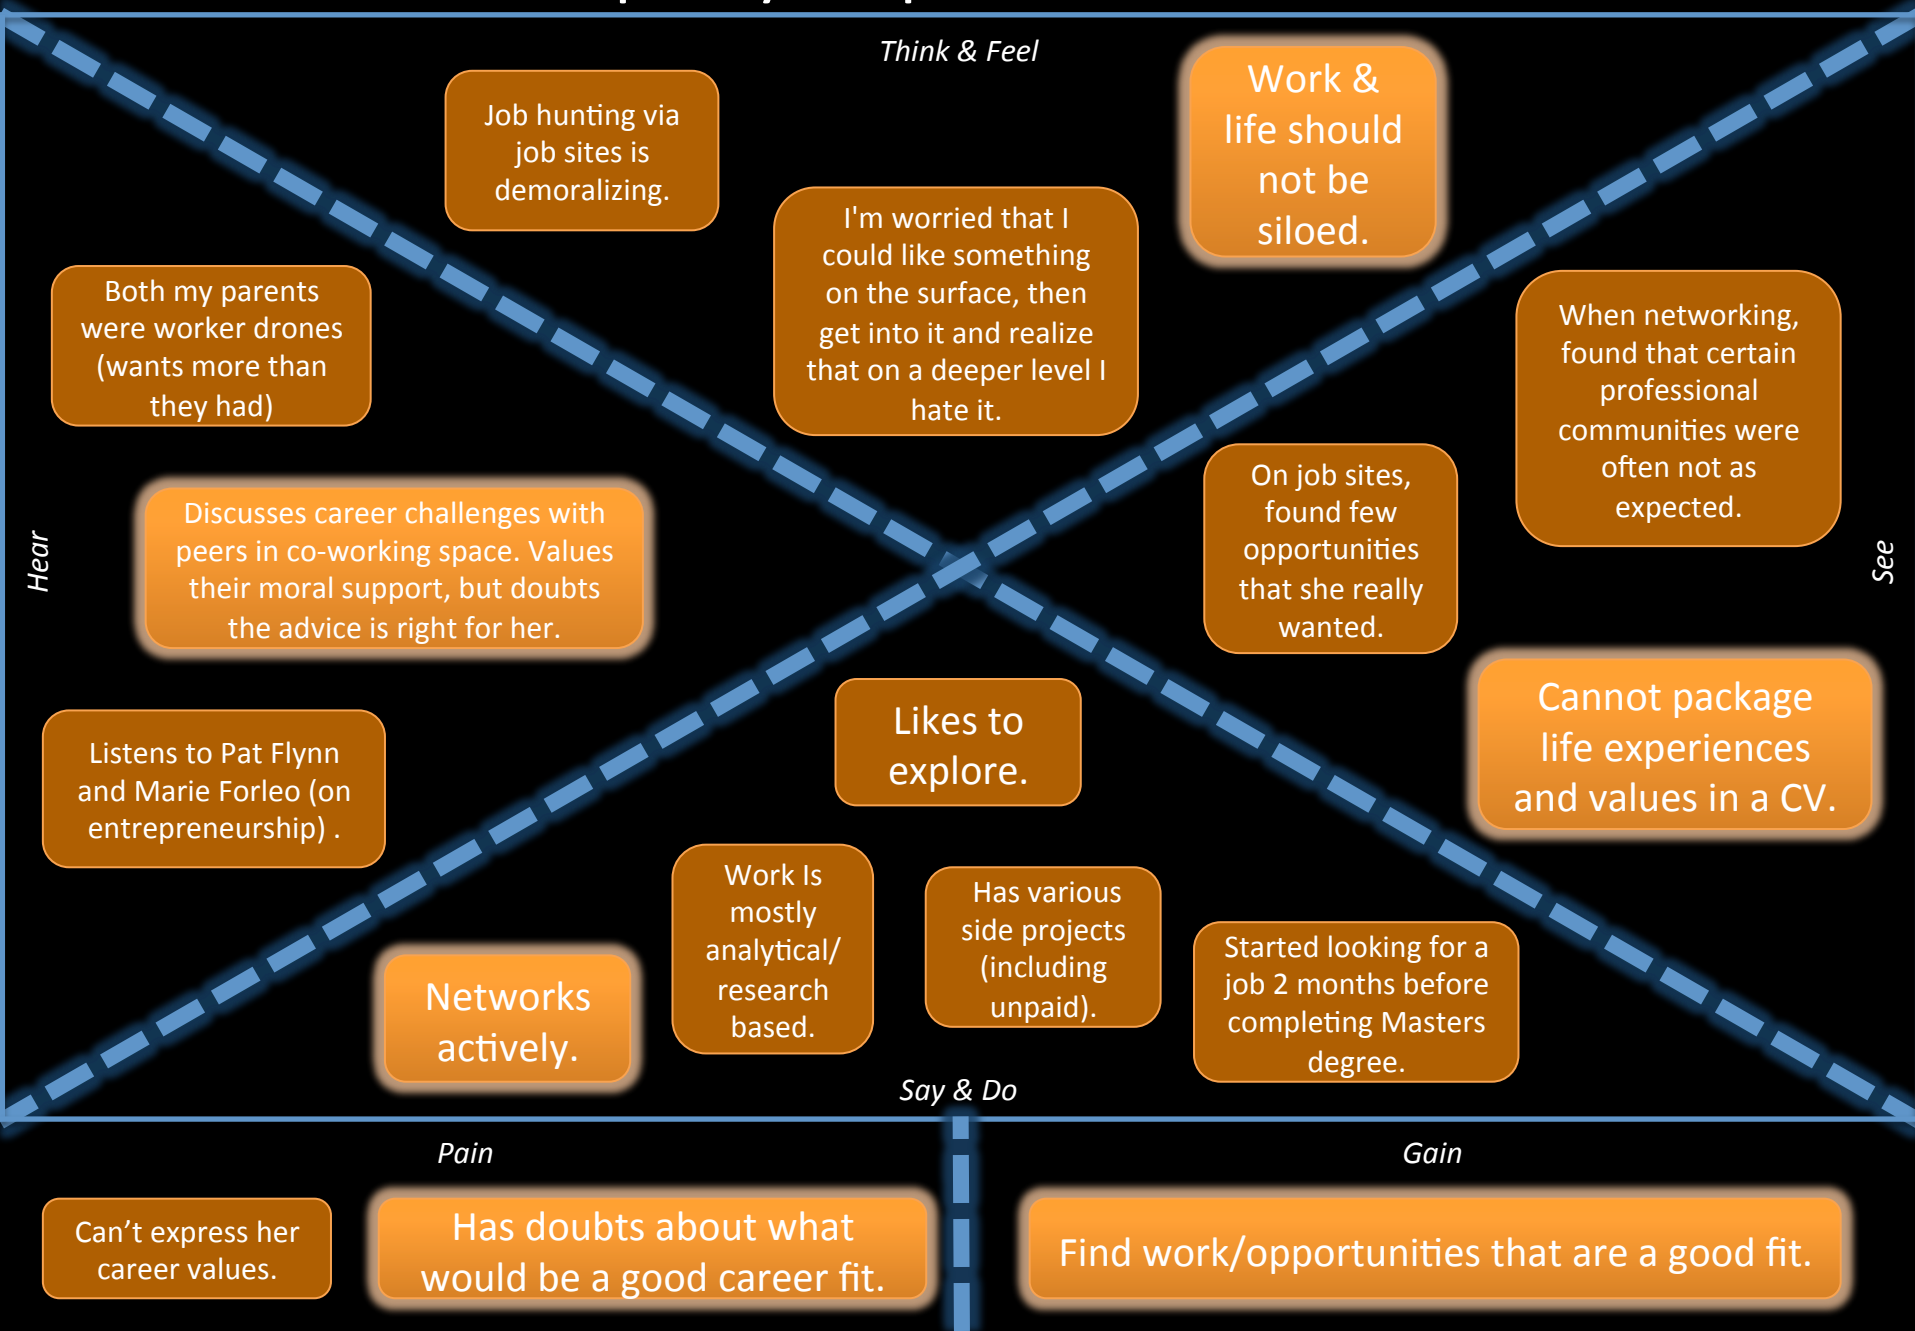 Think & Feel
Work &
life should
not be
siloed.
Job hunting via
job sites is
demoralizing.
I'm worried that I
could like something
on the surface, then
get into it and realize
that on a deeper level I
hate it.
Both my parents
were worker drones
(wants more than
they had)
When networking,
found that certain
professional
communities were
often not as
expected.
On job sites,
found few
opportunities
that she really
wanted.
Hear
Discusses career challenges with
peers in co-working space. Values
their moral support, but doubts
the advice is right for her.
See
Cannot package
life experiences
and values in a CV.
Likes to
explore.
Listens to Pat Flynn
and Marie Forleo (on
entrepreneurship) .
Networks
actively.
Work Is
mostly
analytical/
research
based.
Has various
side projects
(including
unpaid).
Started looking for a
job 2 months before
completing Masters
degree.
Say & Do
Pain
Gain
Can’t express her
career values.
Has doubts about what
would be a good career fit.
Find work/opportunities that are a good fit.